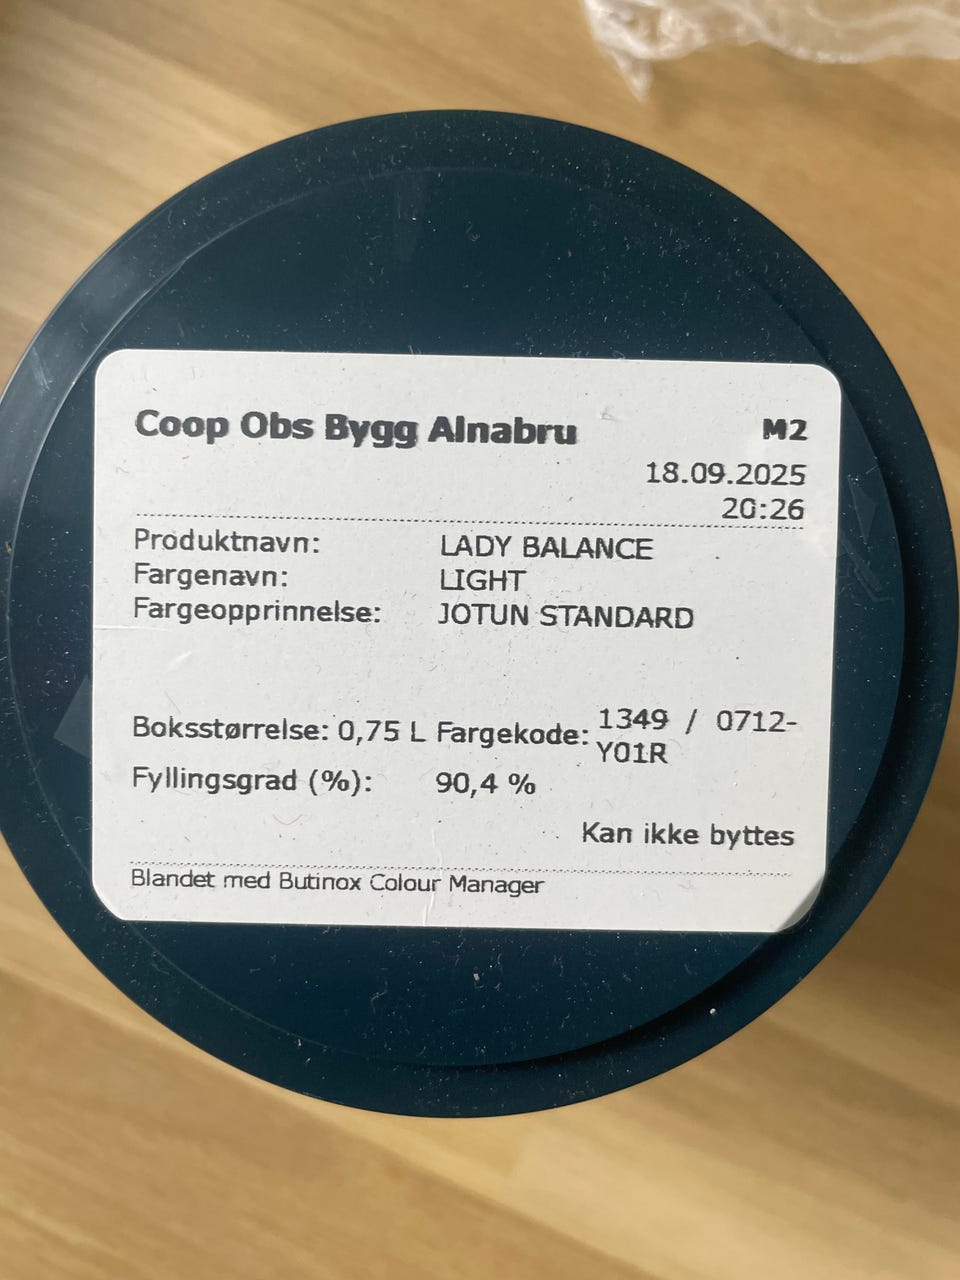 Coop Obs Bygg Alnabru M2
18.09.2025
20:26
Produktnavn: LADY BALANCE
Fargenavn: LIGHT
Fargeopprinnelse: JOTUN STANDARD
Boksstørrelse: 0,75 L Fargekode: 1349 / 0712-
Y01R
Fyllingsgrad (%): 90,4 %
Kan ikke byttes
Blandet med Butinox Colour Manager